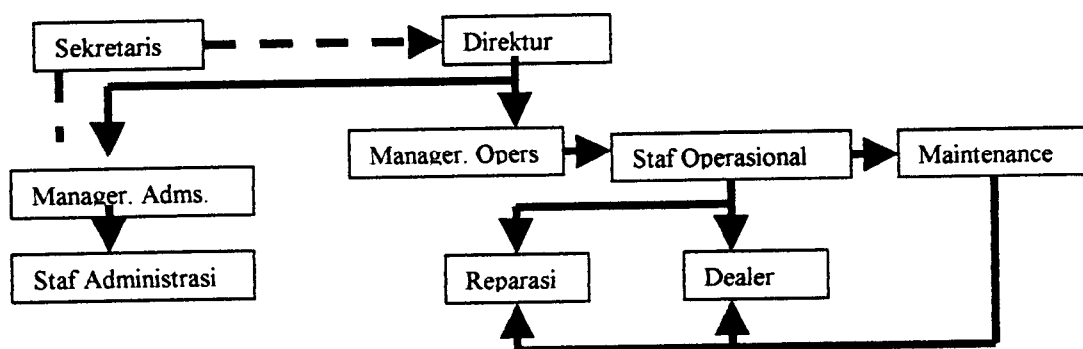 Sekretaris
Direktur
Manager. Opers
Staf Operasional
Maintenance
Manager. Adms.
Staf Administrasi
Reparasi
Dealer